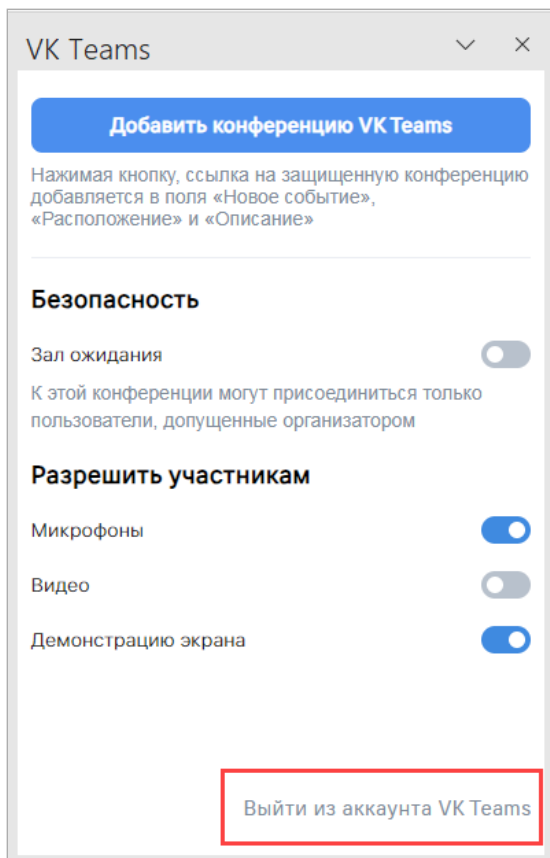 VK Teams
Добавить конференцию VK Teams
Нажимая кнопку, ссылка на защищенную конференцию
добавляется в поля «Новое событие»,
«Расположение» и «Описание»
Безопасность
Зал ожидания
К этой конференции могут присоединиться только
пользователи, допущенные организатором
Разрешить участникам
Микрофоны
Видео
Демонстрацию экрана
Выйти из аккаунта VK Teams